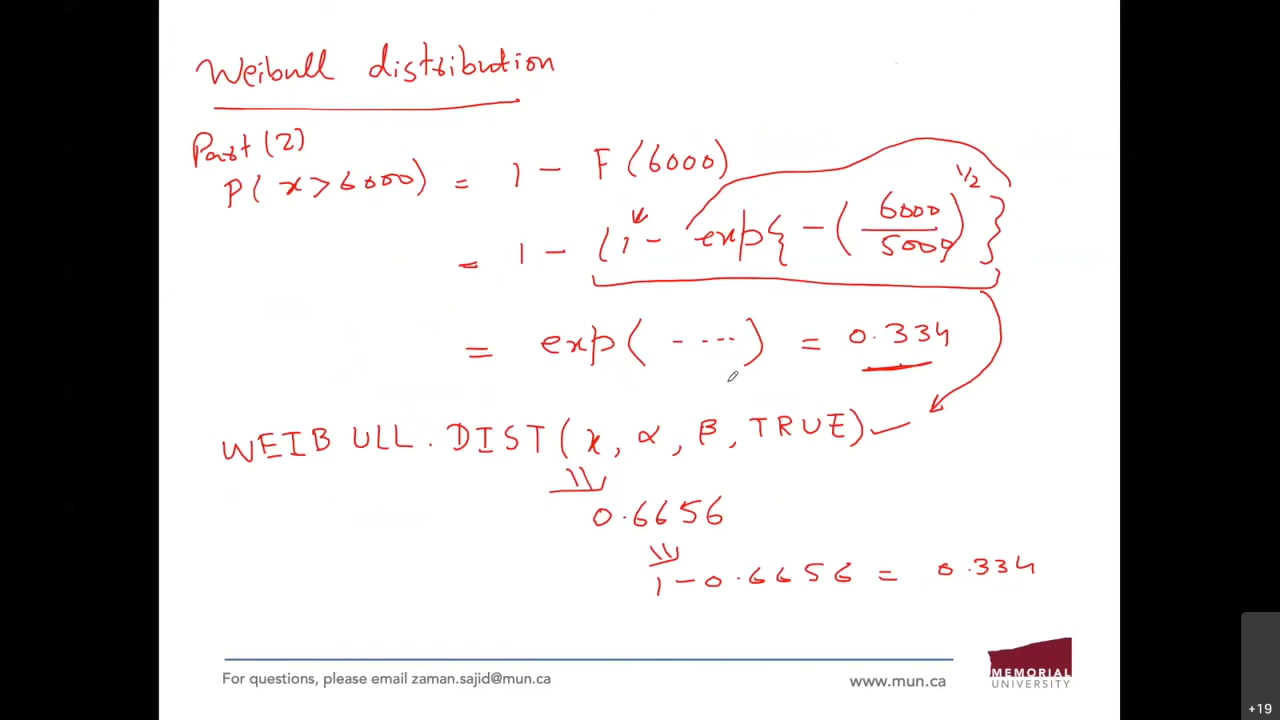 Weibull distribution
Part (2)
P(x>6000) = 1 - F(6000)
= 1 - (1 - exp{-(6000/5000)^1/2}
= exp(-----) = 0.334
WEIBULL.DIST(x, α, β, TRUE)
0.6656
1-0.6656 = 0.334
For questions, please email zaman.sajid@mun.ca
www.mun.ca
MEMORIAL
UNIVERSITY
+19